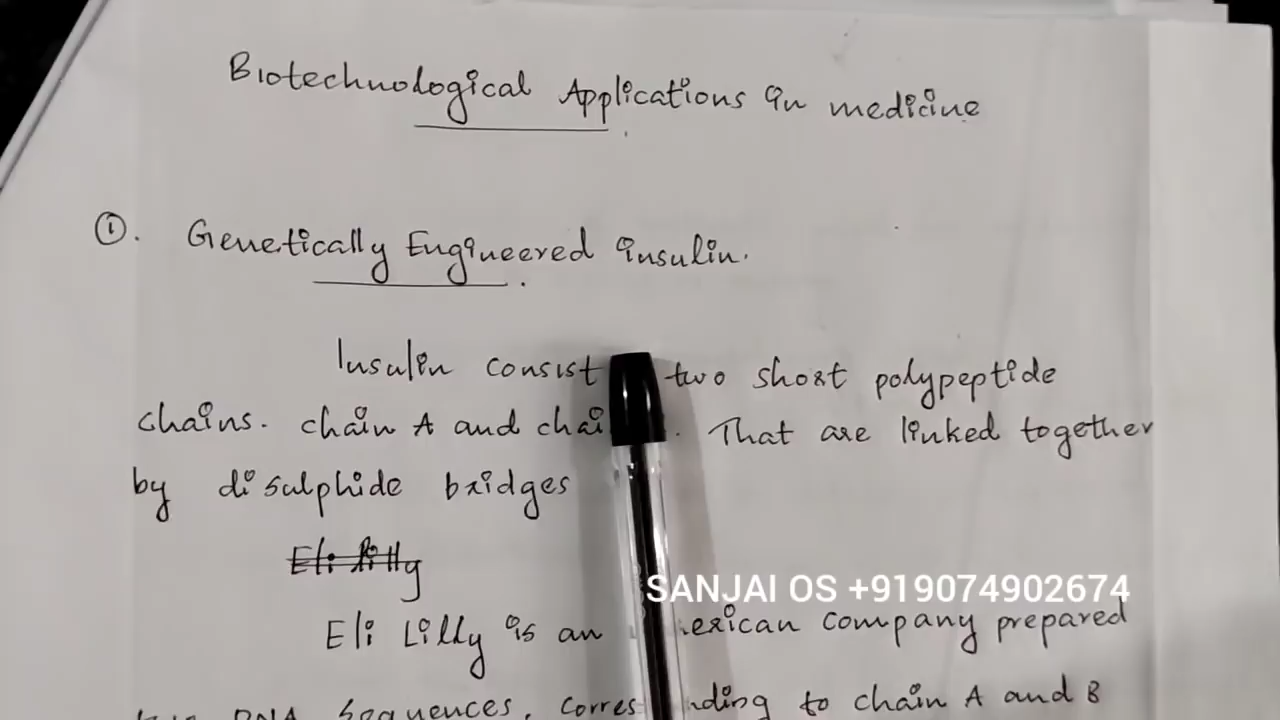 Biotechnological Applications in medicine
①. Genetically Engineered insulin.
Insulin consist two short polypeptide
chains. chain A and chai . That are linked together
by disulphide bridges
Eli lilly
SANJAI OS +919074902674
Eli Lilly is an erican company prepared
DNA Sequences, corres nding to chain A and B